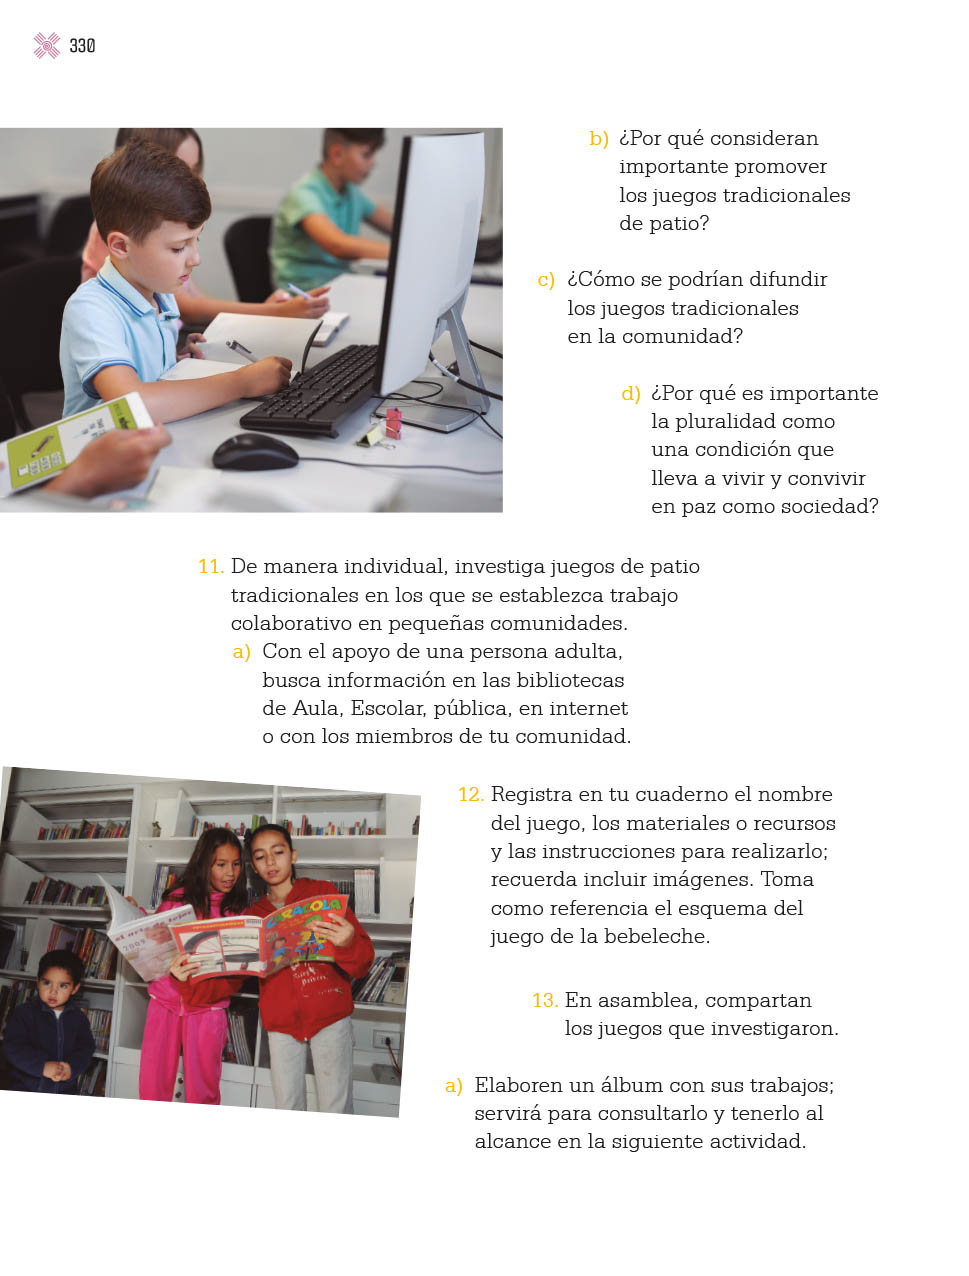 330
b) ¿Por qué consideran
importante promover
los juegos tradicionales
de patio?
c) ¿Cómo se podrían difundir
los juegos tradicionales
en la comunidad?
d) ¿Por qué es importante
la pluralidad como
una condición que
lleva a vivir y convivir
en paz como sociedad?
11. De manera individual, investiga juegos de patio
tradicionales en los que se establezca trabajo
colaborativo en pequeñas comunidades.
a) Con el apoyo de una persona adulta,
busca información en las bibliotecas
de Aula, Escolar, pública, en internet
o con los miembros de tu comunidad.
12. Registra en tu cuaderno el nombre
del juego, los materiales o recursos
y las instrucciones para realizarlo;
recuerda incluir imágenes. Toma
como referencia el esquema del
juego de la bebeleche.
el arte de tejer
2005
CARACOLA
13. En asamblea, compartan
los juegos que investigaron.
a) Elaboren un álbum con sus trabajos;
servirá para consultarlo y tenerlo al
alcance en la siguiente actividad.